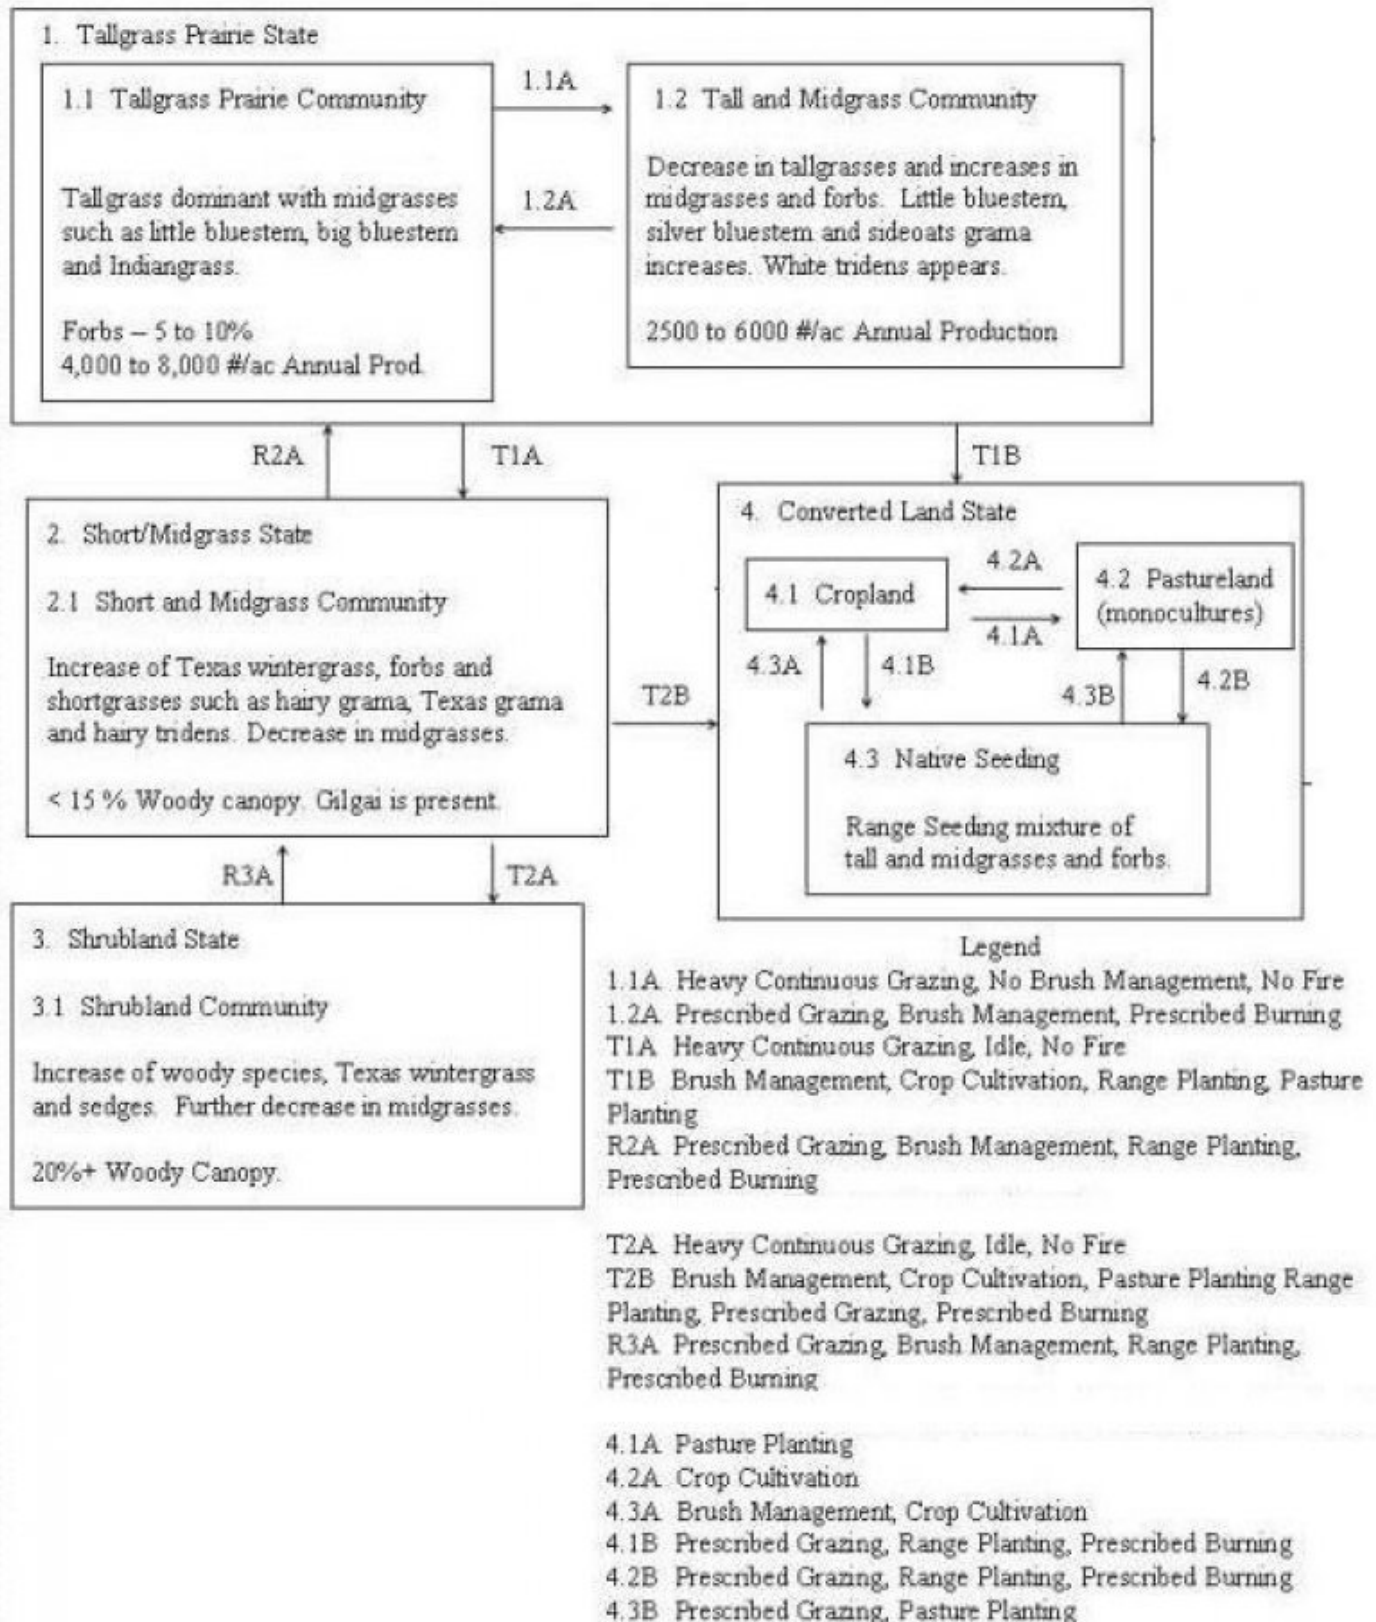 1. Tallgrass Prairie State
1.1 Tallgrass Prairie Community
Tallgrass dominant with midgrasses
such as little bluestem, big bluestem
and Indiangrass.
Forbs – 5 to 10%
4,000 to 8,000 #/ac Annual Prod.
1.1A
1.2A
1.2 Tall and Midgrass Community
Decrease in tallgrasses and increases in
midgrasses and forbs. Little bluestem,
silver bluestem and sideoats grama
increases. White tridens appears.
2500 to 6000 #/ac Annual Production
R2A
T1A
T1B
2. Short/Midgrass State
2.1 Short and Midgrass Community
Increase of Texas wintergrass, forbs and
shortgrasses such as hairy grama, Texas grama
and hairy tridens. Decrease in midgrasses.
< 15 % Woody canopy. Gilgai is present.
T2B
4. Converted Land State
4.1 Cropland
4.2A
4.1A
4.2 Pastureland
(monocultures)
4.3A
4.1B
4.3B
4.2B
4.3 Native Seeding
Range Seeding mixture of
tall and midgrasses and forbs.
R3A
T2A
3. Shrubland State
3.1 Shrubland Community
Increase of woody species, Texas wintergrass
and sedges. Further decrease in midgrasses.
20%+ Woody Canopy.
Legend
1.1A Heavy Continuous Grazing, No Brush Management, No Fire
1.2A Prescribed Grazing, Brush Management, Prescribed Burning
T1A Heavy Continuous Grazing, Idle, No Fire
T1B Brush Management, Crop Cultivation, Range Planting, Pasture
Planting
R2A Prescribed Grazing, Brush Management, Range Planting,
Prescribed Burning
T2A Heavy Continuous Grazing, Idle, No Fire
T2B Brush Management, Crop Cultivation, Pasture Planting Range
Planting, Prescribed Grazing, Prescribed Burning
R3A Prescribed Grazing, Brush Management, Range Planting,
Prescribed Burning
4.1A Pasture Planting
4.2A Crop Cultivation
4.3A Brush Management, Crop Cultivation
4.1B Prescribed Grazing, Range Planting, Prescribed Burning
4.2B Prescribed Grazing, Range Planting, Prescribed Burning
4.3B Prescribed Grazing, Pasture Planting